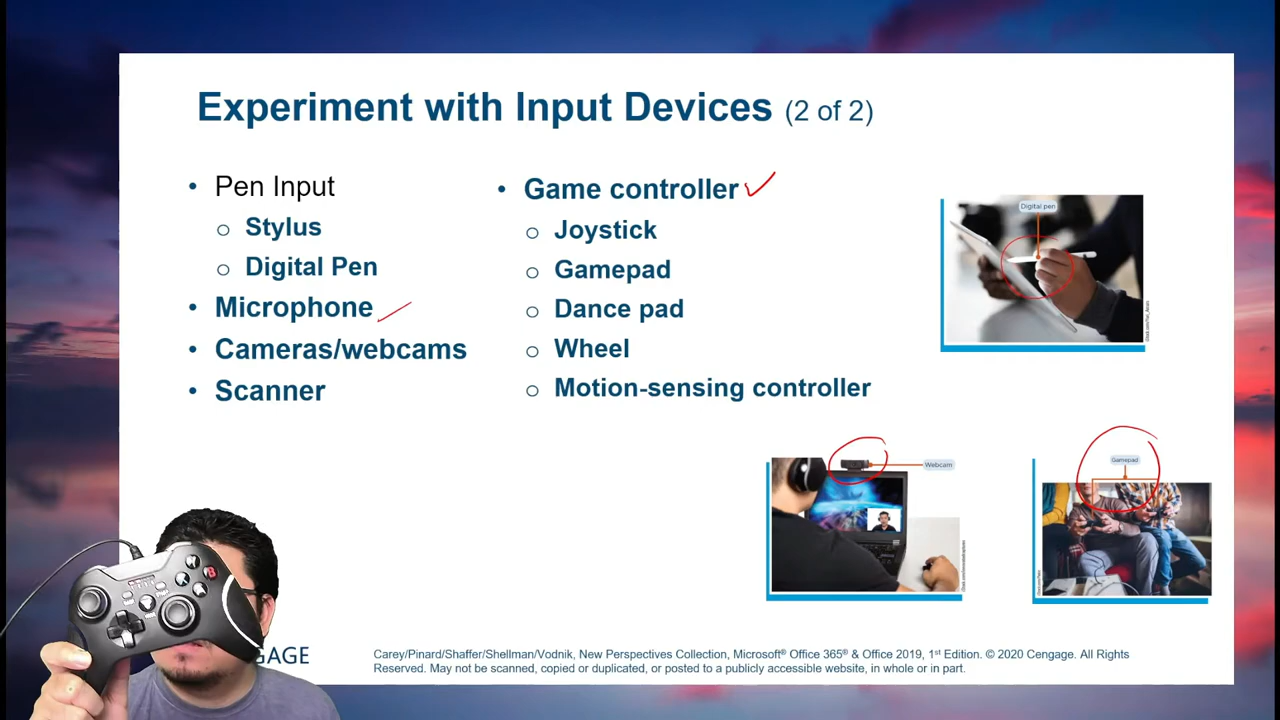 Experiment with Input Devices (2 of 2)
• Pen Input
o Stylus
o Digital Pen
• Microphone
• Cameras/webcams
• Scanner
• Game controller
o Joystick
o Gamepad
o Dance pad
o Wheel
o Motion-sensing controller
Digital pen
Webcam
Gamepad
GAGE
Carey/Pinard/Shaffer/Shellman/Vodnik, New Perspectives Collection, Microsoft® Office 365® & Office 2019, 1st Edition. © 2020 Cengage. All Rights
Reserved. May not be scanned, copied or duplicated, or posted to a publicly accessible website, in whole or in part.